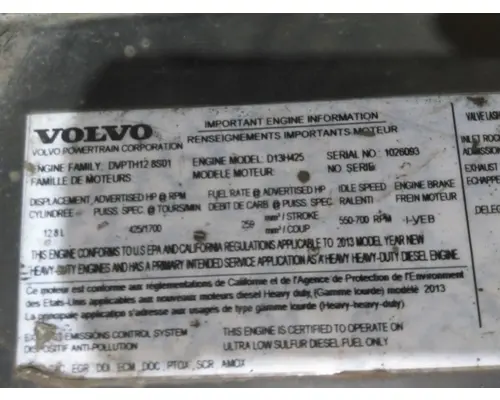 VOLVO
VOLVO POWERTRAIN CORPORATION
IMPORTANT ENGINE INFORMATION
RENSEIGNEMENTS IMPORTANTS MOTEUR
ENGINE FAMILY: DVPTH12.8S01
ENGINE MODEL: D13H425
SERIAL NO: 1026093
FAMILLE DE MOTEURS
MODELE MOTEUR:
NO SERIE
DISPLACEMENT ADVERTISED HP @ RPM
FUEL RATE @ ADVERTISED HP
IDLE SPEED
ENGINE BRAKE
CYLINDREE PUISS. SPEC @ TOURS/MIN
DEBIT DE CARB @ PUISS. SPEC
RALENTI
FREIN MOTEUR
12.8 L
425/1700
259
mm³ / STROKE
mm³ / COUP
550-700 RPM
I-VEB
THIS ENGINE CONFORMS TO U.S EPA AND CALIFORNIA REGULATIONS APPLICABLE TO 2013 MODEL YEAR NEW
HEAVY-DUTY ENGINES AND HAS A PRIMARY INTENDED SERVICE APPLICATION AS A HEAVY HEAVY-DUTY DIESEL ENGINE.
Ce moteur est conforme aux réglementations de Californie et de l'Agence de Protection de l'Environment
des Etats-Unis applicables aux nouveaux moteurs diesel Heavy duty, (Gamme lourde) modèle 2013
La principale application s'adresse aux usages de type gamme lourde (Heavy-heavy-duty)
EMISSIONS CONTROL SYSTEM
DISPOSITIF ANTI-POLLUTION
THIS ENGINE IS CERTIFIED TO OPERATE ON
ULTRA LOW SULFUR DIESEL FUEL ONLY
EGR, DDI, ECM, DOC, PTOX, SCR, AMOX
VALVE LASH
INLET
ADMISSION
EXHAUST
ECHAPPEMENT